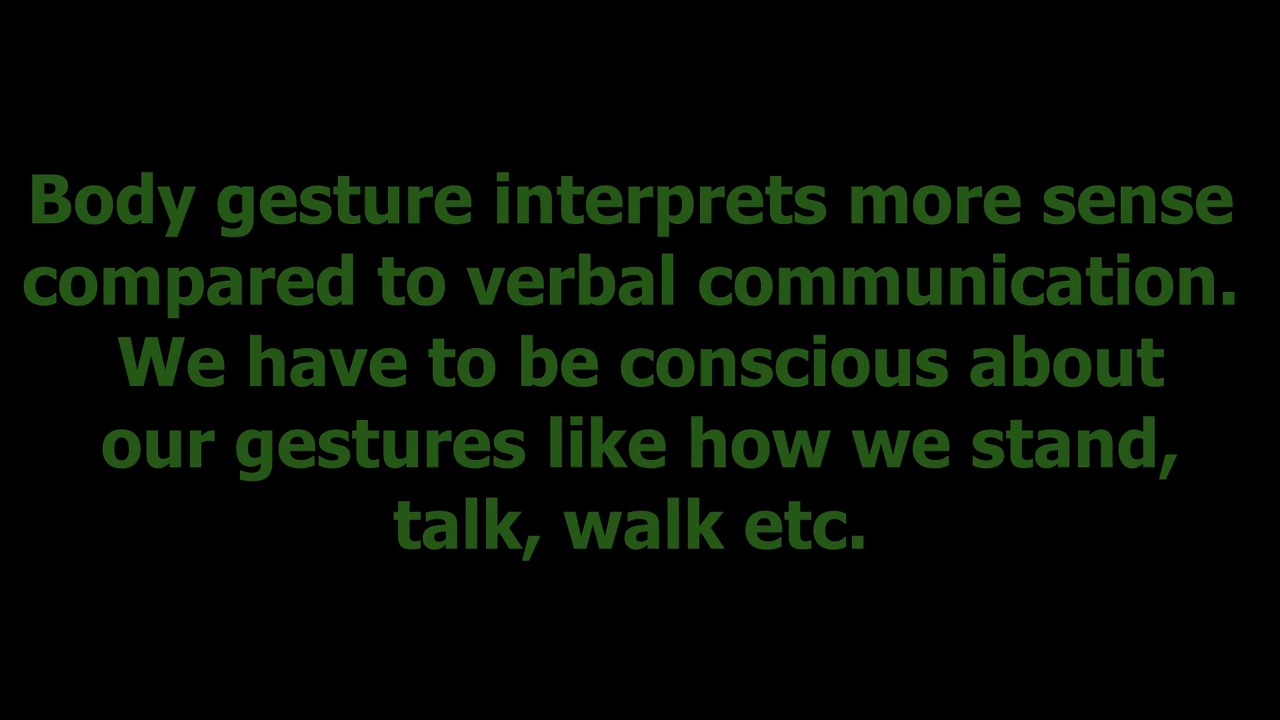 Body gesture interprets more sense
compared to verbal communication.
We have to be conscious about
our gestures like how we stand,
talk, walk etc.